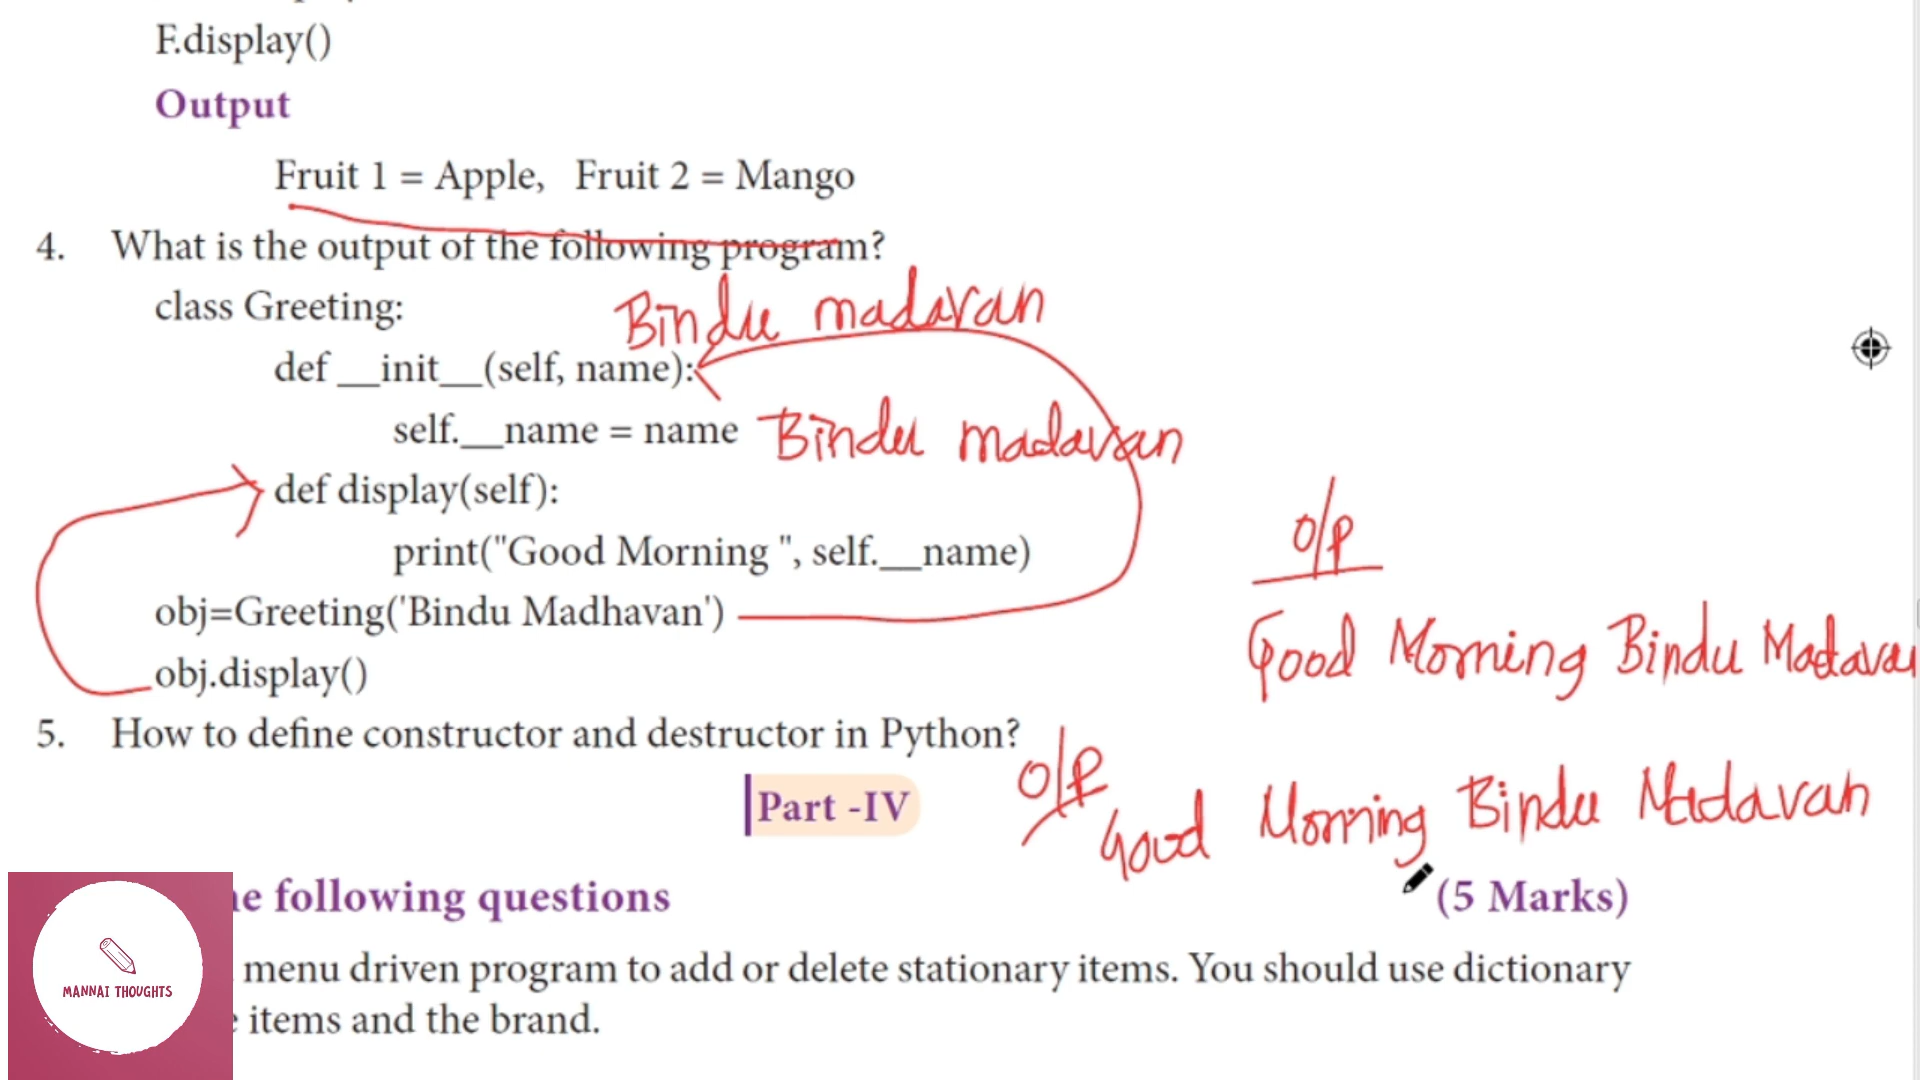 F.display()
Output
Fruit 1 = Apple, Fruit 2 = Mango
4. What is the output of the following program?
class Greeting:
Bindu madavan
def __init__(self, name):
self.__name = name Bindu madavan
def display(self):
print("Good Morning ", self.__name)
O/P
obj=Greeting('Bindu Madhavan')
Good Morning Bindu Madavan
obj.display()
5. How to define constructor and destructor in Python?
O/P
Part -IV
Good Morning Bindu Madavan
e following questions (5 Marks)
menu driven program to add or delete stationary items. You should use dictionary
items and the brand.
MANNAI THOUGHTS